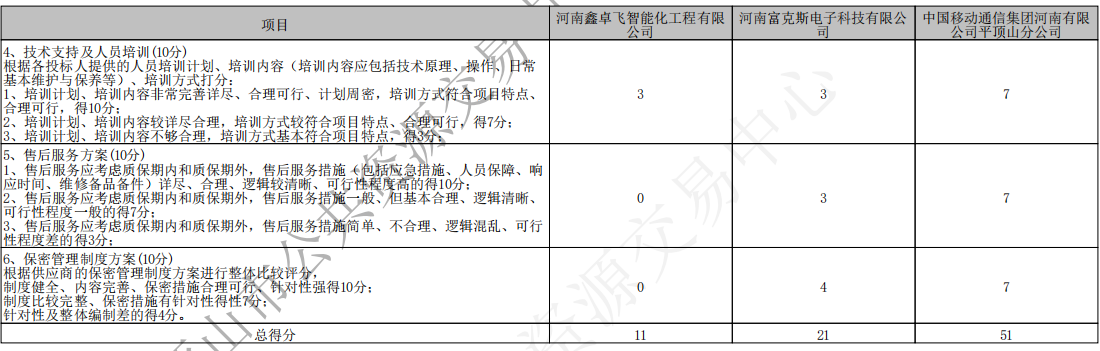 项目
河南鑫卓飞智能化工程有限
公司
河南富克斯电子科技有限公
司
中国移动通信集团河南有限
公司平顶山分公司
4、技术支持及人员培训(10分)
根据各投标人提供的人员培训计划、培训内容（培训内容应包括技术原理、操作、日常
基本维护与保养等）、培训方式打分；
1、培训计划、培训内容非常完善详尽、合理可行、计划周密，培训方式符合项目特点、
合理可行，得10分；
2、培训计划、培训内容较详尽合理，培训方式较符合项目特点、合理可行，得7分；
3、培训计划、培训内容不够合理，培训方式基本符合项目特点，得3分；
3
3
7
5、售后服务方案(10分)
1、售后服务应考虑质保期内和质保期外，售后服务措施（包括应急措施、人员保障、响
应时间、维修备品备件）详尽、合理、逻辑较清晰、可行性程度高的得10分；
2、售后服务应考虑质保期内和质保期外，售后服务措施一般、但基本合理、逻辑清晰、
可行性程度一般的得7分；
3、售后服务应考虑质保期内和质保期外，售后服务措施简单、不合理、逻辑混乱、可行
性程度差的得3分；
0
3
7
6、保密管理制度方案(10分)
根据供应商的保密管理制度方案进行整体比较评分，
制度健全、内容完善、保密措施合理可行、针对性强得10分；
制度比较完整、保密措施有针对性得性7分；
针对性及整体编制差的得4分。
0
4
7
总得分
11
21
51
山市公共资源交易
资源交易中心